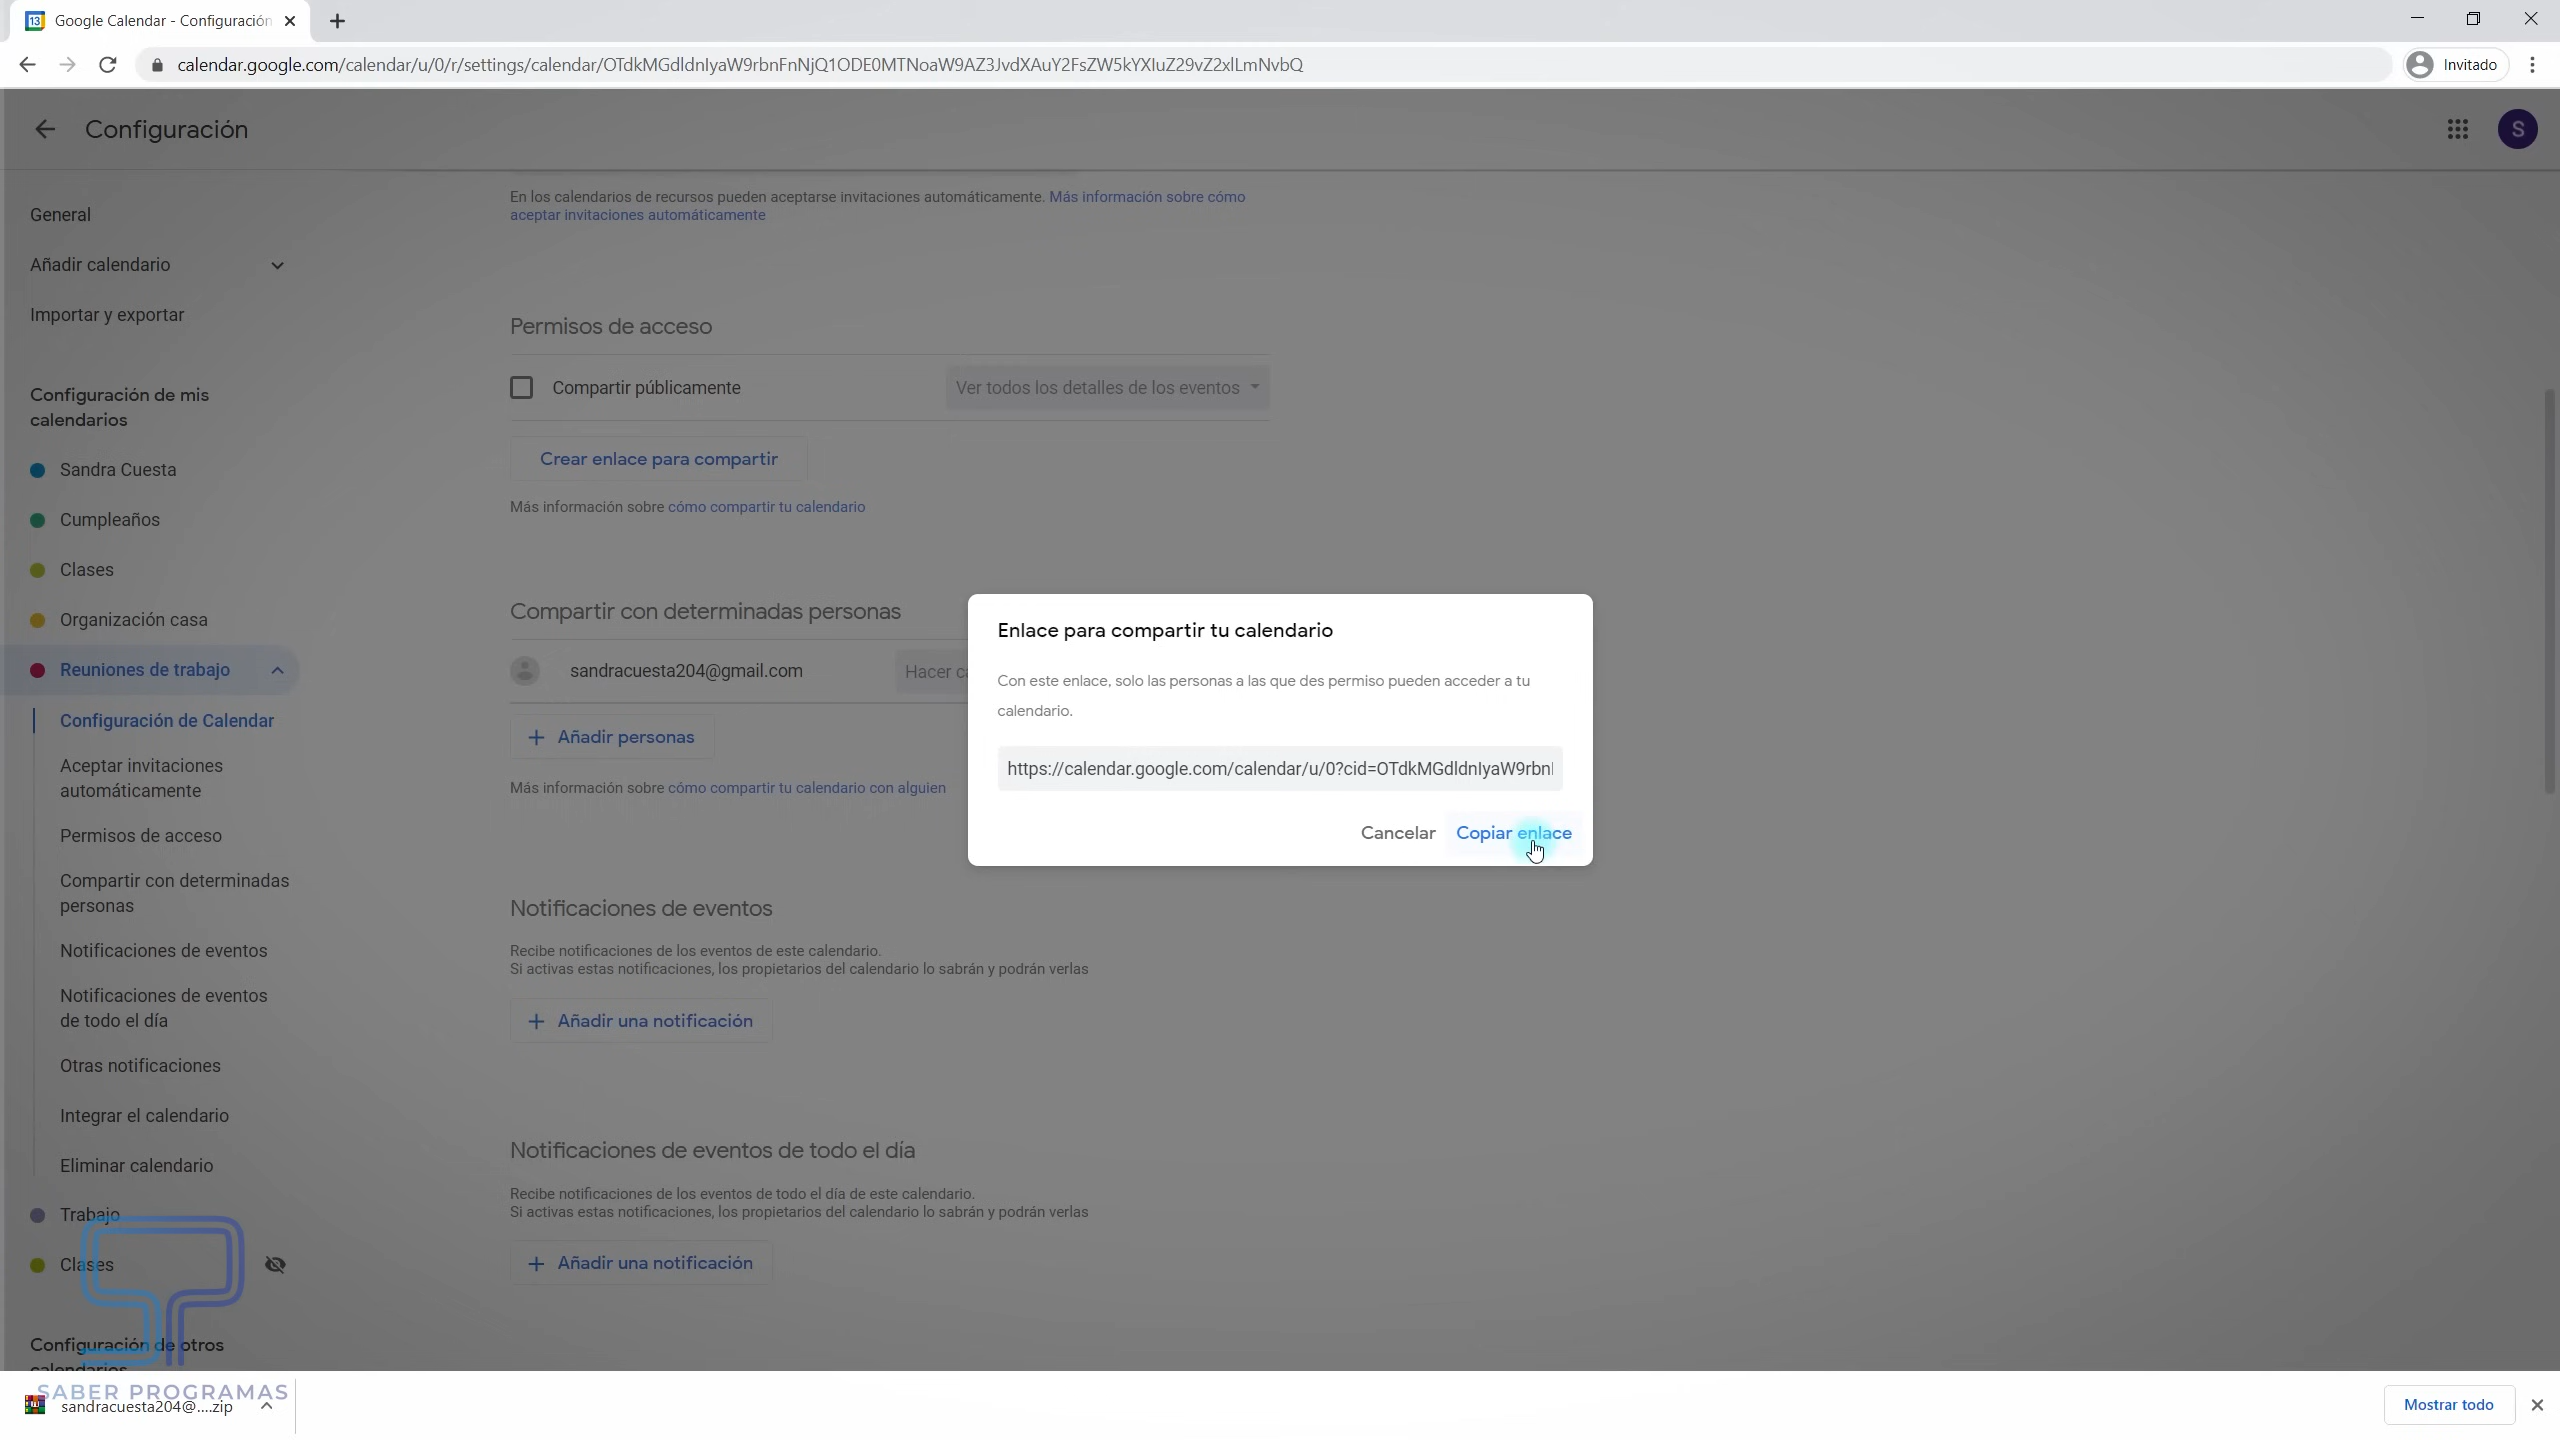 Google Calendar - Configuración
calendar.google.com/calendar/u/0/r/settings/calendar/OTdkMGdldnIyaW9rbnFnNjQ1ODE0MTNoaW9AZ3JvdXAuY2FsZW5kYXIuZ29vZ2xlLmNvbQ
Invitado
Configuración
S
General
Añadir calendario
Importar y exportar
Configuración de mis
calendarios
Sandra Cuesta
Cumpleaños
Clases
Organización casa
Reuniones de trabajo
Configuración de Calendar
Aceptar invitaciones
automáticamente
Permisos de acceso
Compartir con determinadas
personas
Notificaciones de eventos
Notificaciones de eventos
de todo el día
Otras notificaciones
Integrar el calendario
Eliminar calendario
Trabajo
Clases
Configuración de otros
calendarios
En los calendarios de recursos pueden aceptarse invitaciones automáticamente. Más información sobre cómo
aceptar invitaciones automáticamente
Permisos de acceso
Compartir públicamente
Ver todos los detalles de los eventos
Crear enlace para compartir
Más información sobre cómo compartir tu calendario
Compartir con determinadas personas
sandracuesta204@gmail.com
Hacer
Añadir personas
Más información sobre cómo compartir tu calendario con alguien
Notificaciones de eventos
Recibe notificaciones de los eventos de este calendario.
Si activas estas notificaciones, los propietarios del calendario lo sabrán y podrán verlas
Añadir una notificación
Notificaciones de eventos de todo el día
Recibe notificaciones de los eventos de todo el día de este calendario.
Si activas estas notificaciones, los propietarios del calendario lo sabrán y podrán verlas
Añadir una notificación
Enlace para compartir tu calendario
Con este enlace, solo las personas a las que des permiso pueden acceder a tu
calendario.
https://calendar.google.com/calendar/u/0?cid=OTdkMGdldnIyaW9rbn
Cancelar
Copiar enlace
SABER PROGRAMAS
sandracuesta204@....zip
Mostrar todo